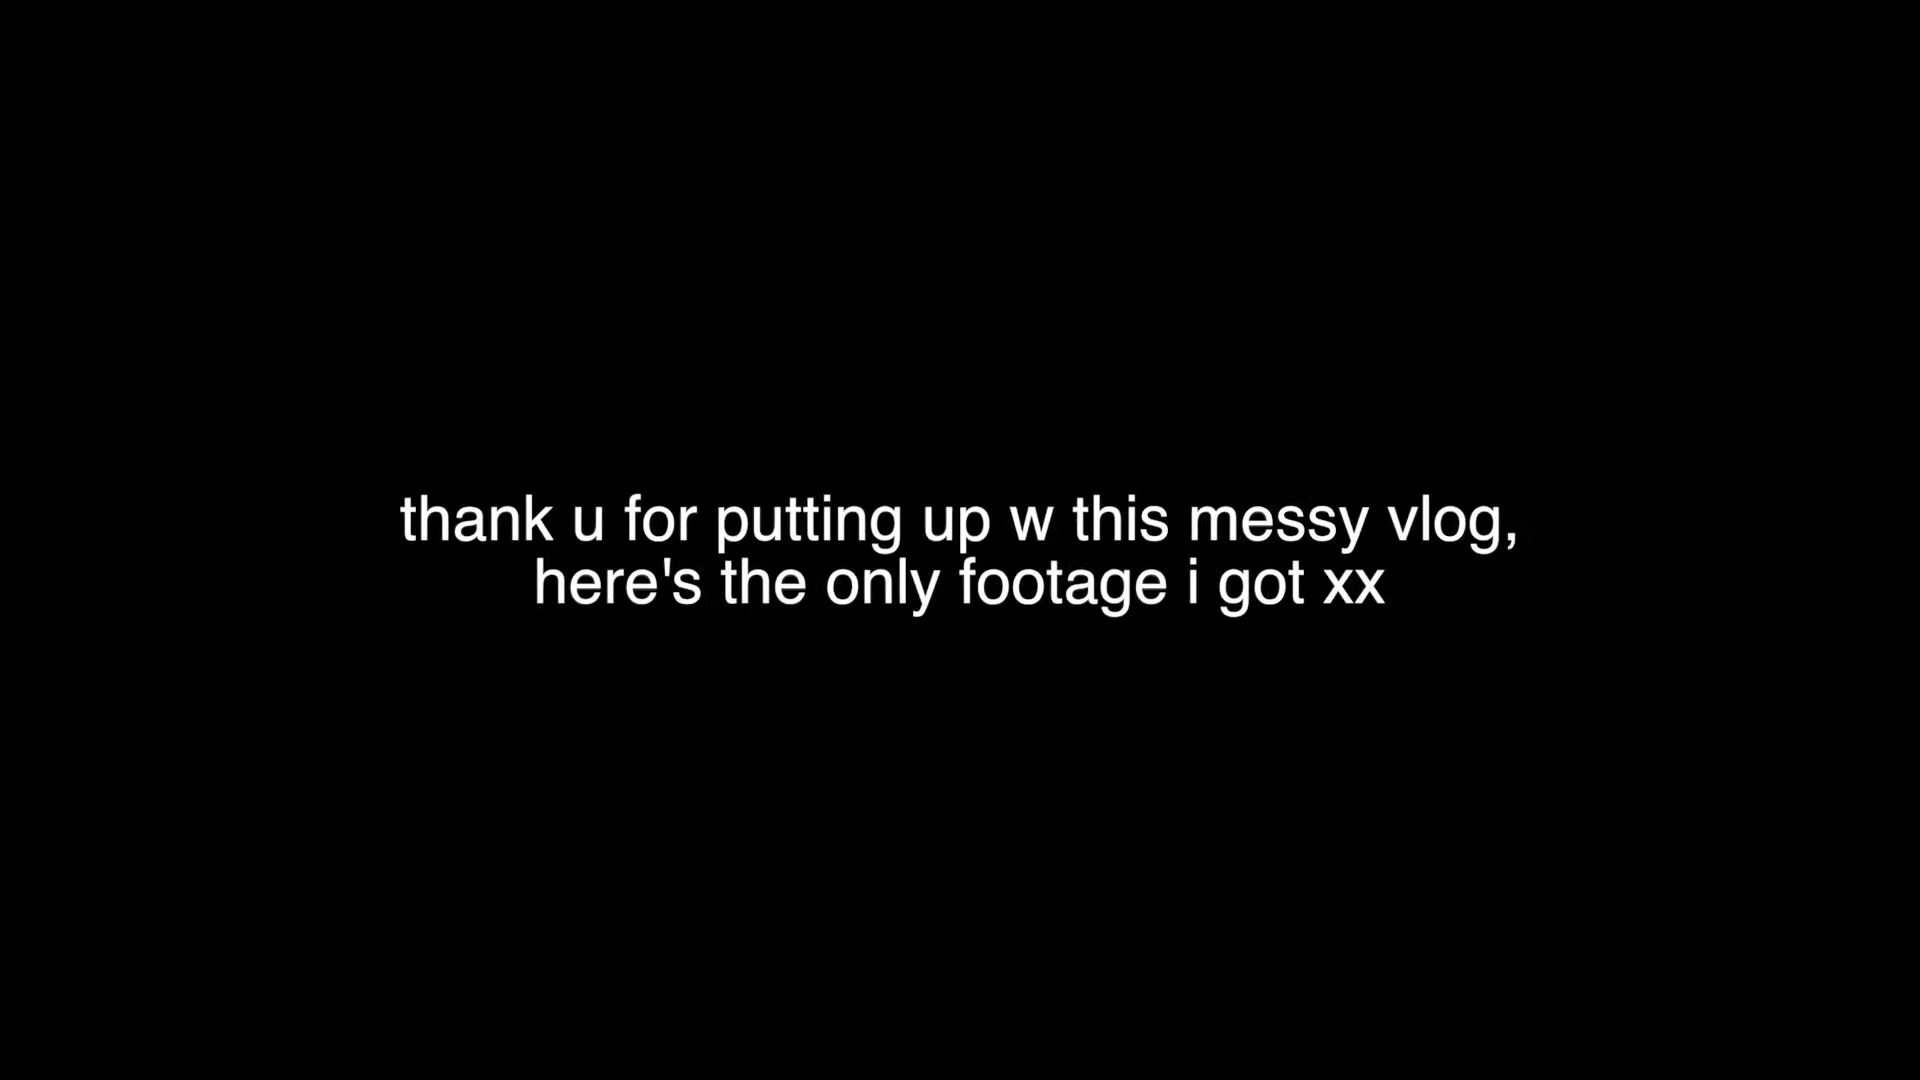 thank u for putting up w this messy vlog,
here's the only footage i got xx